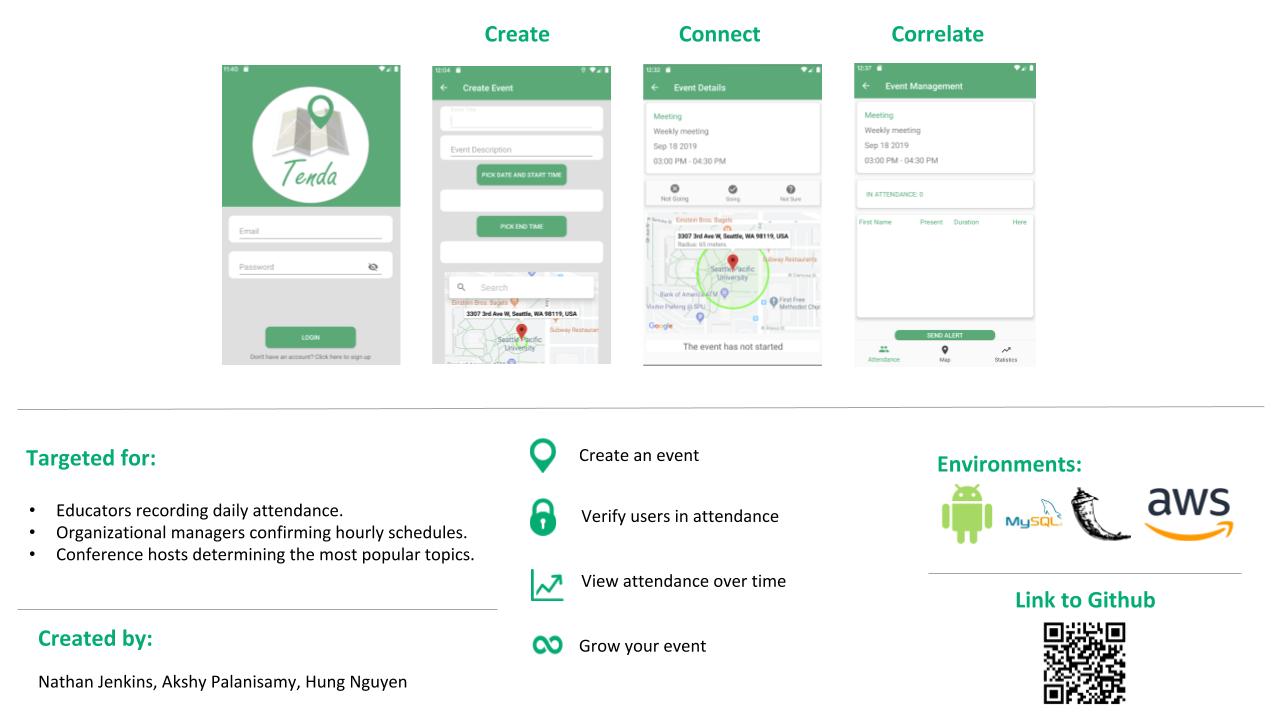 Create
Connect
Correlate
11:40
Tenda
Email
Password
LOGIN
Don't have an account? Click here to sign up
12:04
Create Event
Event Description
PICK DATE AND START TIME
PICK END TIME
Search
Einstein Bros. Bagels
3307 3rd Ave W, Seattle, WA 98119, USA
Subway Restauran
Seattle Pacific
University
12:32
Event Details
Meeting
Weekly meeting
Sep 18 2019
03:00 PM - 04:30 PM
Not Going
Going
Not Sure
Einstein Bros. Bagels
3307 3rd Ave W, Seattle, WA 98119, USA
Radius: 65 meters
Subway Restaurants
Seattle Pacific
University
Bank of America ATM
Visitor Parking @ SPU
First Free
Methodist Chur
Google
The event has not started
12:37
Event Management
Meeting
Weekly meeting
Sep 18 2019
03:00 PM - 04:30 PM
IN ATTENDANCE: 0
First Name Present Duration Here
SEND ALERT
Attendance
Map
Statistics
Targeted for:
• Educators recording daily attendance.
• Organizational managers confirming hourly schedules.
• Conference hosts determining the most popular topics.
Created by:
Nathan Jenkins, Akshy Palanisamy, Hung Nguyen
Create an event
Verify users in attendance
View attendance over time
Grow your event
Environments:
MySQL
aws
Link to Github